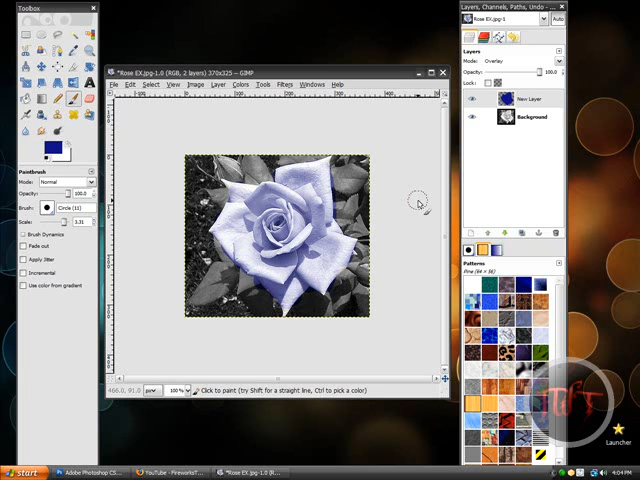 Toolbox
Paintbrush
Mode: Normal
Opacity: 100.0
Brush: Circle (11)
Scale: 3.31
Brush Dynamics
Fade out
Apply Jitter
Incremental
Use color from gradient
*Rose EX.jpg-1.0 (RGB, 2 layers) 370x325 – GIMP
File Edit Select View Image Layer Colors Tools Filters Windows Help
466.0, 91.0 px 100 % Click to paint (try Shift for a straight line, Ctrl to pick a color)
Layers, Channels, Paths, Undo -
Rose EX.jpg-1 Auto
Layers
Mode: Overlay
Opacity: 100.0
Lock:
New Layer
Background
Patterns
Pine (64 × 56)
Launcher
start Adobe Photoshop CS... YouTube - FireworksT... *Rose EX.jpg-1.0 (R... 4:04 PM